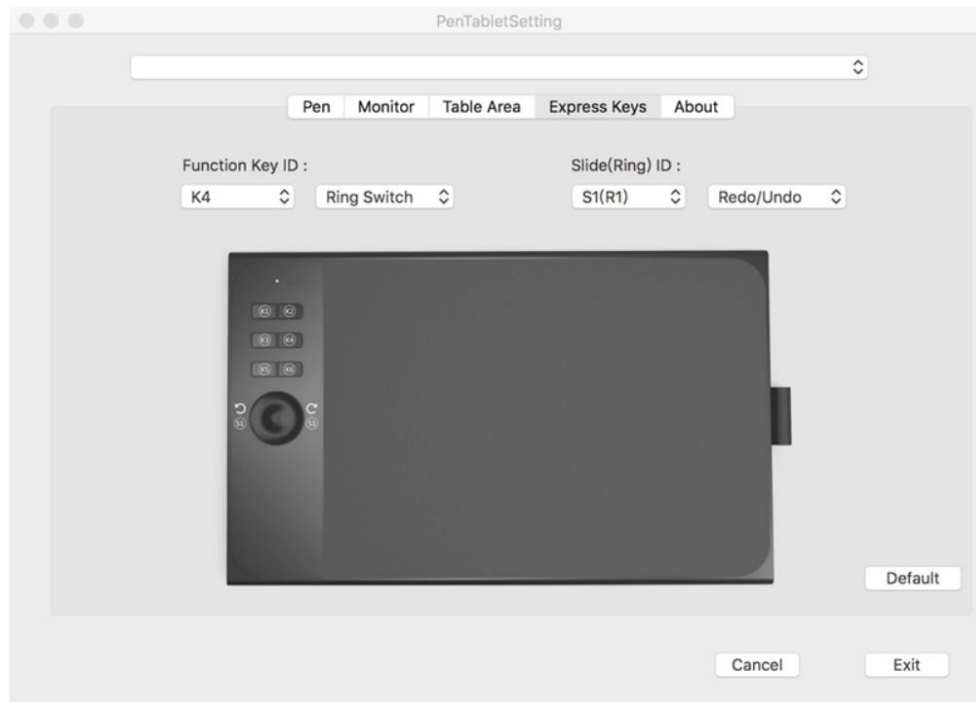 PenTabletSetting
Pen Monitor Table Area Express Keys About
Function Key ID : Slide(Ring) ID :
K4 Ring Switch S1(R1) Redo/Undo
K1 K2
K3 K4
K5 K6
S1 S1
Default
Cancel Exit